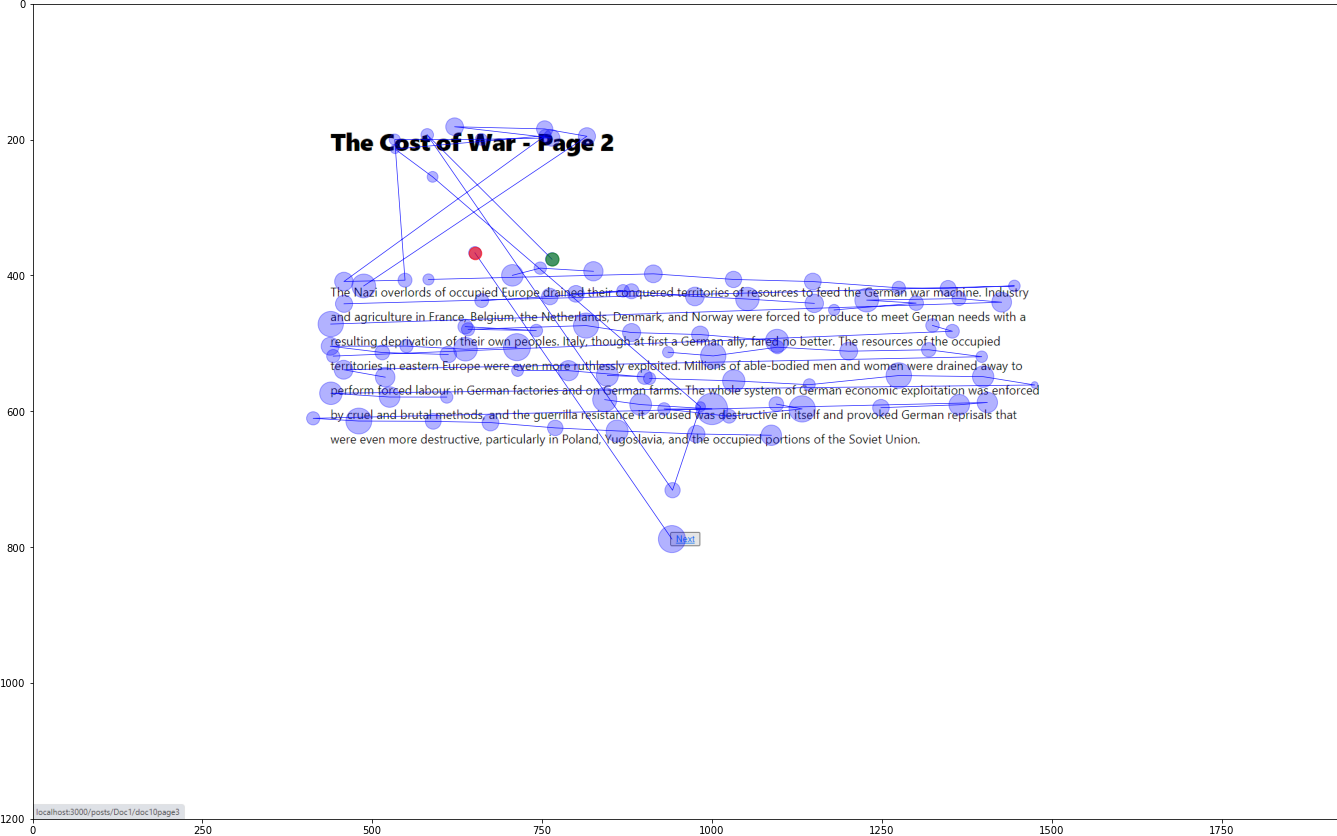 0
200
The Cost of War - Page 2
400
The Nazi overlords of occupied Europe drained their conquered territories of resources to feed the German war machine. Industry
and agriculture in France, Belgium, the Netherlands, Denmark, and Norway were forced to produce to meet German needs with a
resulting deprivation of their own peoples. Italy, though at first a German ally, fared no better. The resources of the occupied
territories in eastern Europe were even more ruthlessly exploited. Millions of able-bodied men and women were drained away to
perform forced labour in German factories and on German farms. The whole system of German economic exploitation was enforced
600
by cruel and brutal methods, and the guerrilla resistance it aroused was destructive in itself and provoked German reprisals that
were even more destructive, particularly in Poland, Yugoslavia, and the occupied portions of the Soviet Union.
Next
800
1000
localhost:3000/posts/Doc1/doc10page3
1200
0 250 500 750 1000 1250 1500 1750